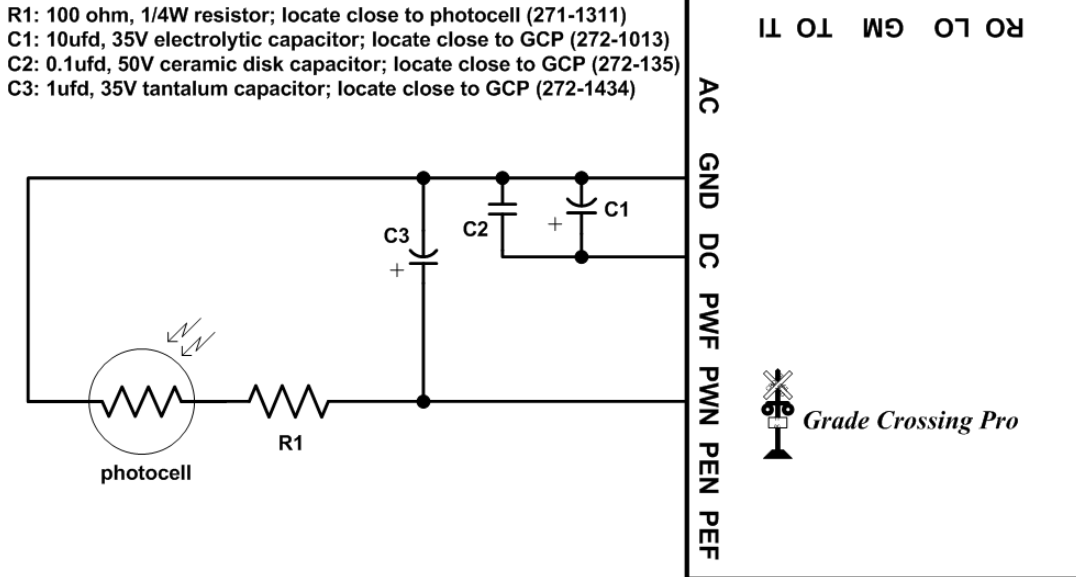 R1: 100 ohm, 1/4W resistor; locate close to photocell (271-1311)
C1: 10ufd, 35V electrolytic capacitor; locate close to GCP (272-1013)
C2: 0.1ufd, 50V ceramic disk capacitor; locate close to GCP (272-135)
C3: 1ufd, 35V tantalum capacitor; locate close to GCP (272-1434)
RO LO GM TO TI
AC
GND
DC
PWF
PWN
PEN
PEF
C1
+
C2
C3
+
R1
photocell
Grade Crossing Pro